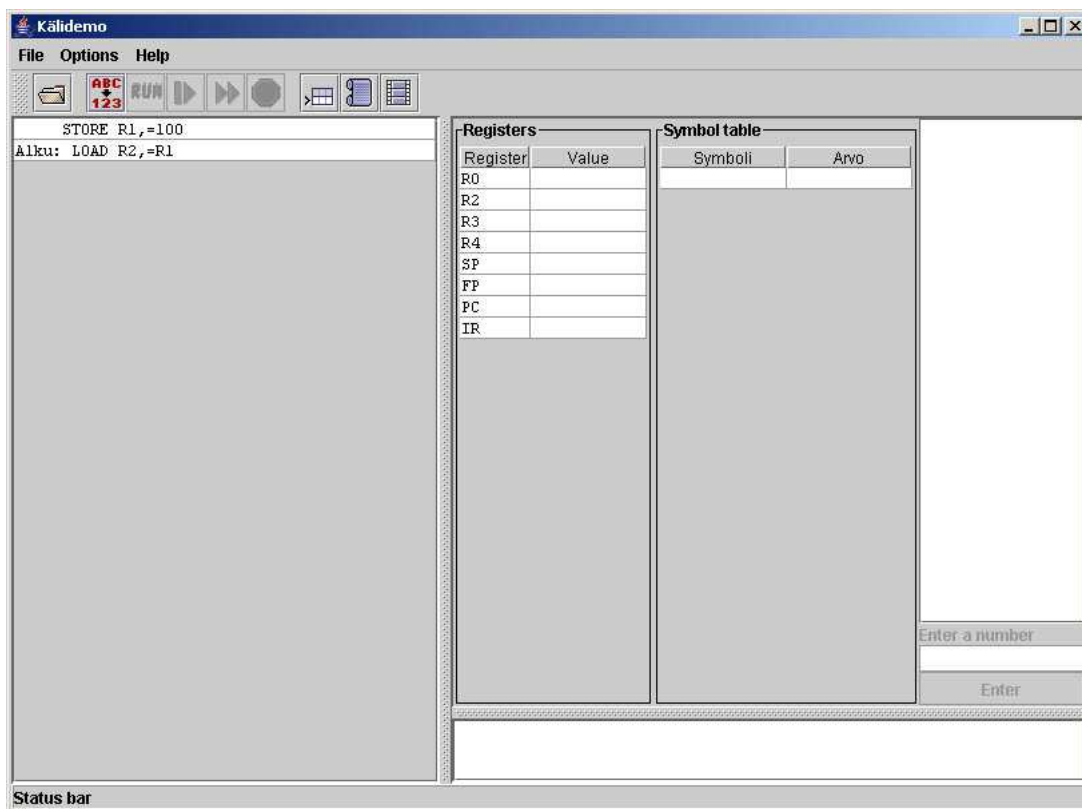 Kälidemo
File Options Help
ABC
123
RUN
STORE R1,=100
Alku: LOAD R2,=R1
Registers
Register Value
R0
R2
R3
R4
SP
FP
PC
IR
Symbol table
Symboli Arvo
Enter a number
Enter
Status bar